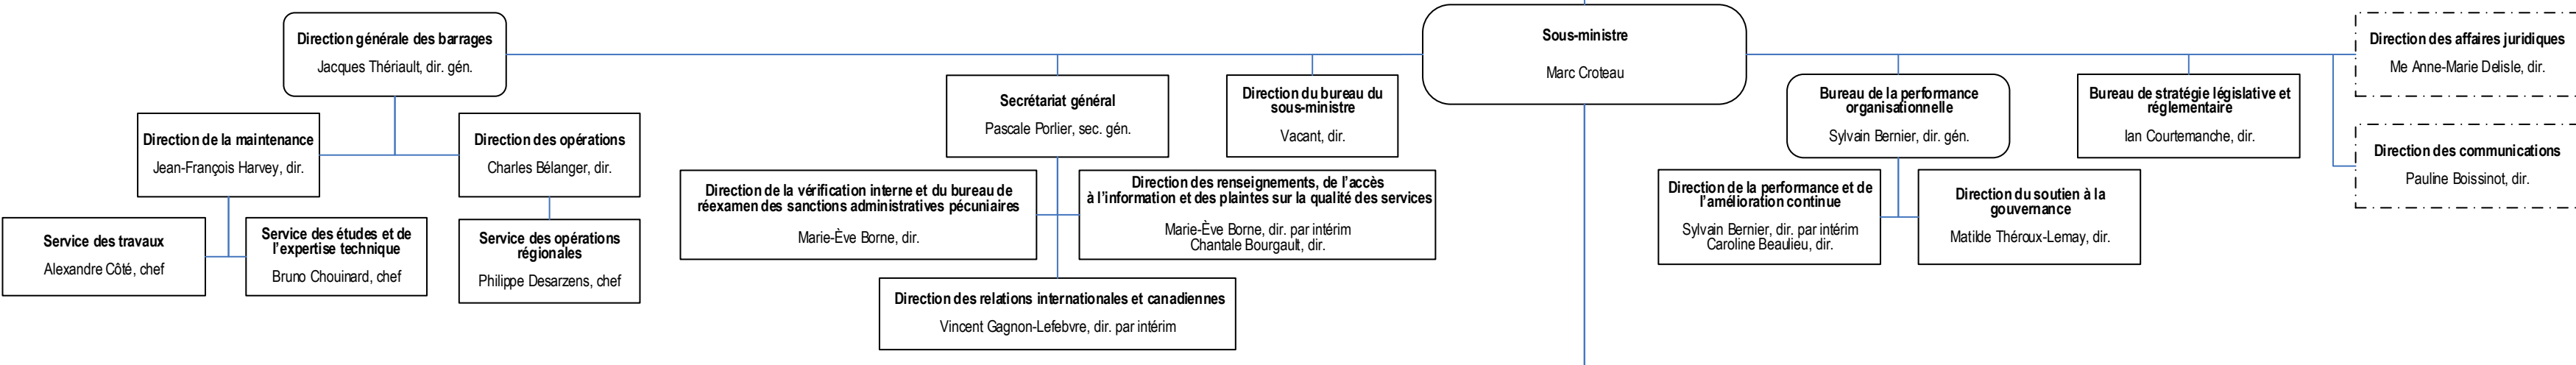 Direction générale des barrages
Jacques Thériault, dir. gén.
Sous-ministre
Marc Croteau
Direction des affaires juridiques
Me Anne-Marie Delisle, dir.
Secrétariat général
Pascale Porlier, sec. gén.
Direction du bureau du
sous-ministre
Vacant, dir.
Bureau de la performance
organisationnelle
Sylvain Bernier, dir. gén.
Bureau de stratégie législative et
réglementaire
Ian Courtemanche, dir.
Direction de la maintenance
Jean-François Harvey, dir.
Direction des opérations
Charles Bélanger, dir.
Direction des communications
Pauline Boissinot, dir.
Direction de la vérification interne et du bureau de
réexamen des sanctions administratives pécuniaires
Marie-Ève Borne, dir.
Direction des renseignements, de l’accès
à l’information et des plaintes sur la qualité des services
Marie-Ève Borne, dir. par intérim
Chantale Bourgault, dir.
Direction de la performance et de
l’amélioration continue
Sylvain Bernier, dir. par intérim
Caroline Beaulieu, dir.
Direction du soutien à la
gouvernance
Matilde Théroux-Lemay, dir.
Service des travaux
Alexandre Côté, chef
Service des études et de
l’expertise technique
Bruno Chouinard, chef
Service des opérations
régionales
Philippe Desarzens, chef
Direction des relations internationales et canadiennes
Vincent Gagnon-Lefebvre, dir. par intérim